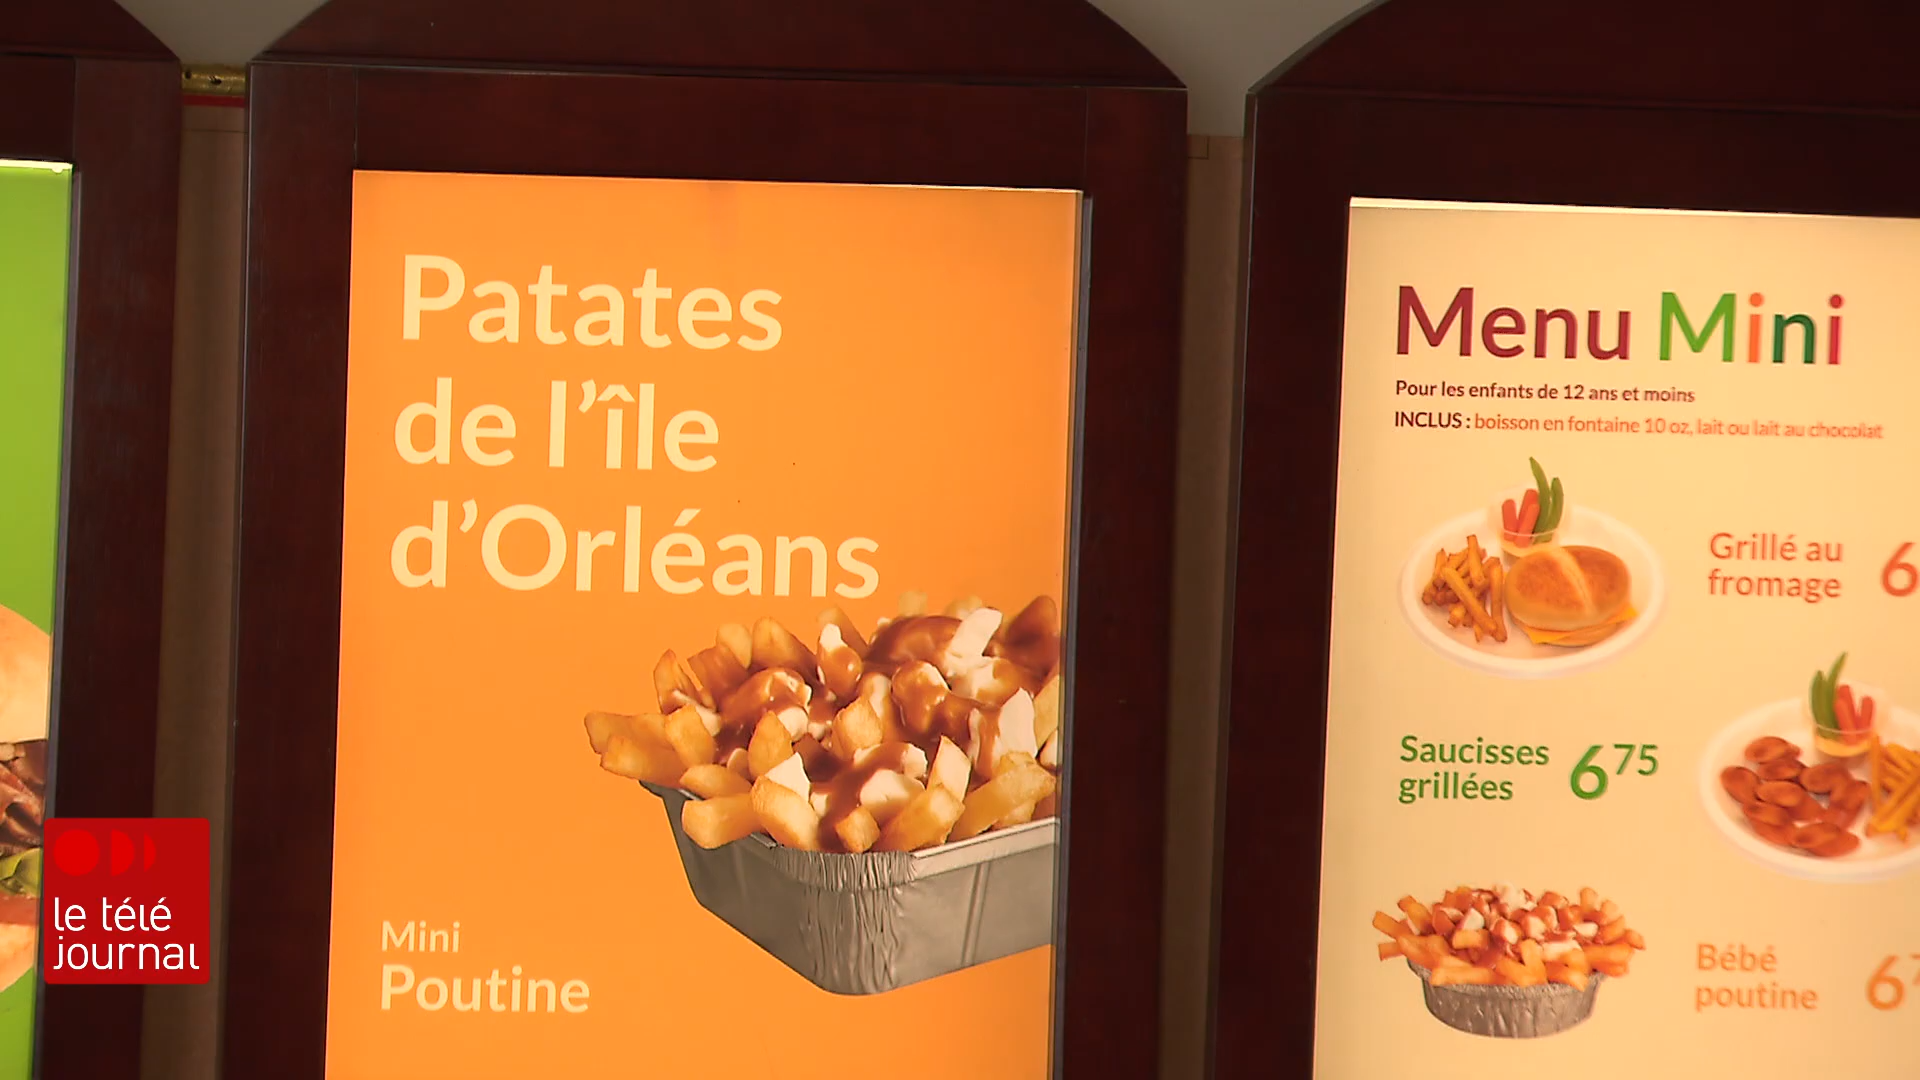 Patates
de l'île
d'Orléans
Mini
Poutine
Menu Mini
Pour les enfants de 12 ans et moins
INCLUS : boisson en fontaine 10 oz, lait ou lait au chocolat
Grillé au
fromage 6
Saucisses
grillées 6 75
Bébé
poutine 6
le télé
journal